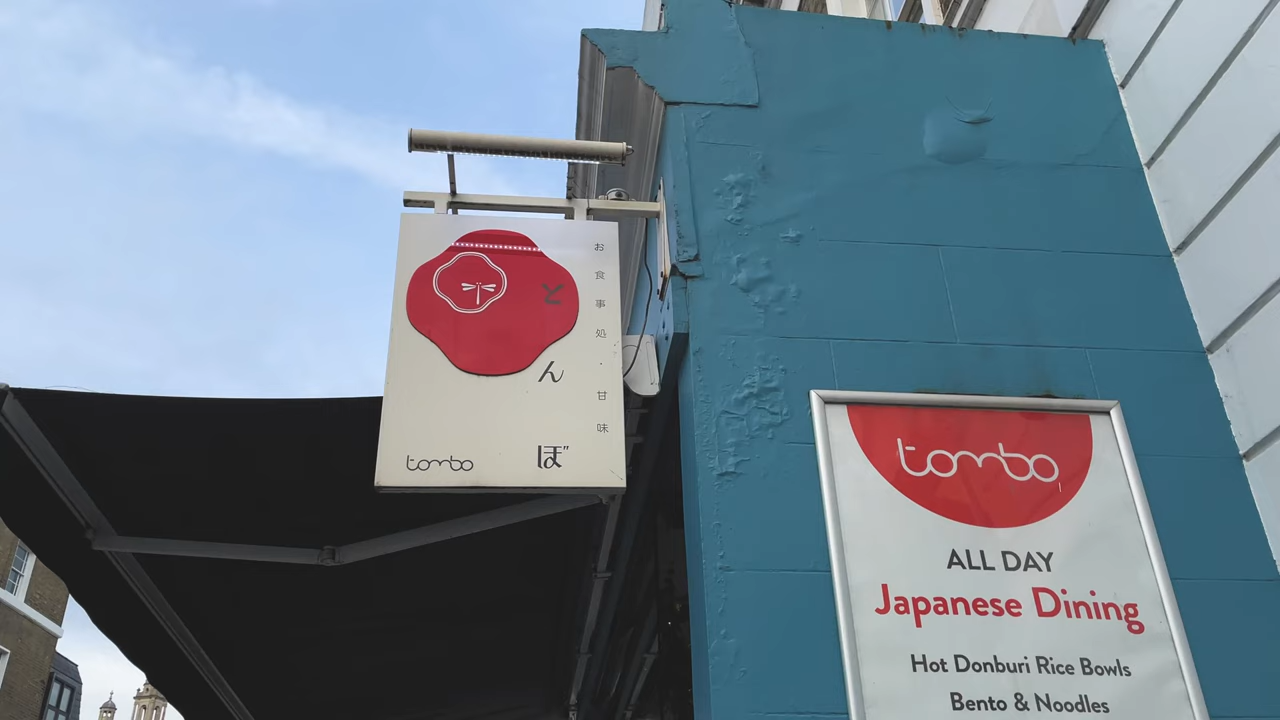 お食事処・甘味
とんぼ
tombo
tombo
ALL DAY
Japanese Dining
Hot Donburi Rice Bowls
Bento & Noodles